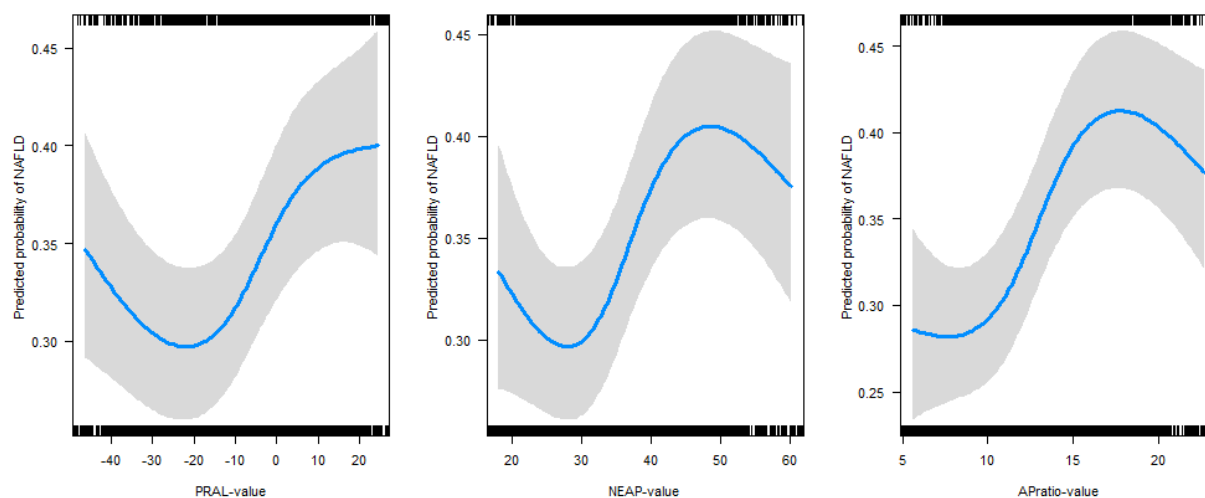 Predicted probability of NAFLD
0.45
0.40
0.35
0.30
-40 -30 -20 -10 0 10 20
PRAL-value
Predicted probability of NAFLD
0.45
0.40
0.35
0.30
20 30 40 50 60
NEAP-value
Predicted probability of NAFLD
0.45
0.40
0.35
0.30
0.25
5 10 15 20
APratio-value